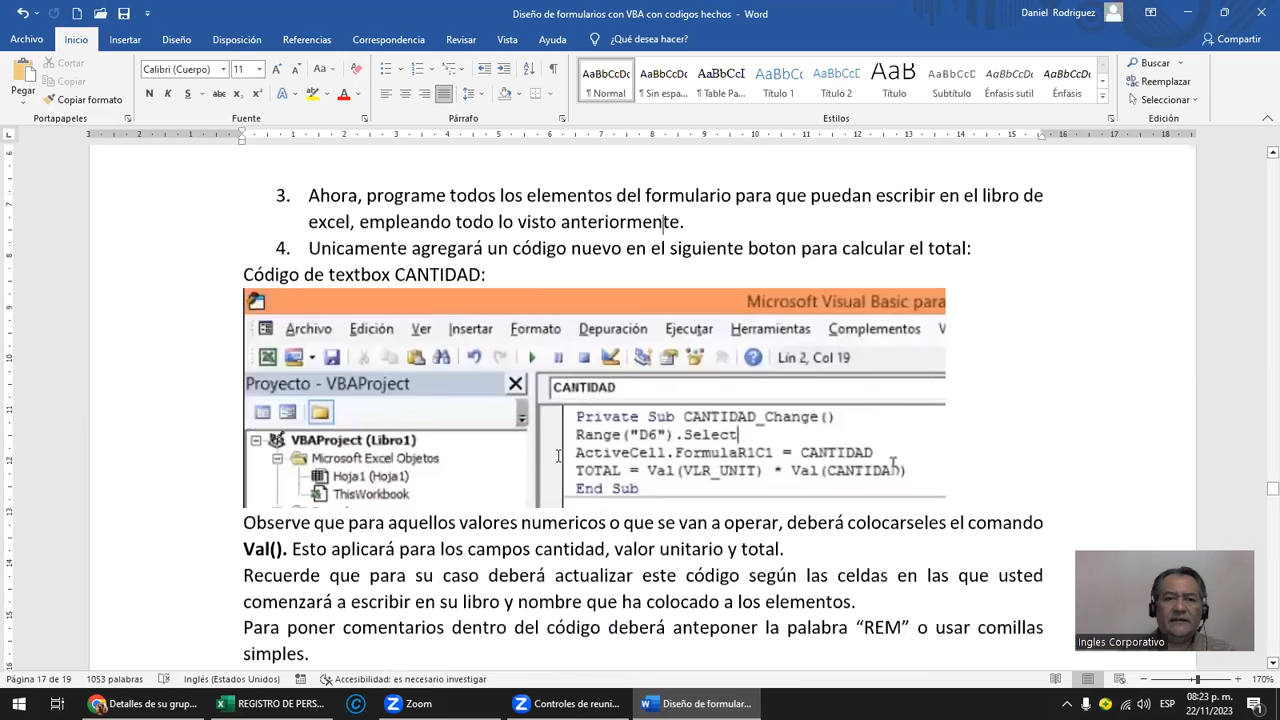 Diseño de formularios con VBA con codigos hechos - Word
Daniel Rodriguez
Archivo Inicio Insertar Diseño Disposición Referencias Correspondencia Revisar Vista Ayuda ¿Qué desea hacer? Compartir
Pegar
Cortar
Copiar
Copiar formato
Portapapeles
Calibri (Cuerpo) 11
Fuente
Párrafo
AaBbCcDc AaBbCcDc AaBbCcI AaBbCc AaBbCcI AaB AaBbCcD AaBbCcDc AaBbCcDc
¶ Normal ¶ Sin espa... ¶ Table Pa... Título 1 Título 2 Título Subtítulo Énfasis sutil Énfasis
Estilos
Buscar
Reemplazar
Seleccionar
Edición
3. Ahora, programe todos los elementos del formulario para que puedan escribir en el libro de
excel, empleando todo lo visto anteriormente.
4. Unicamente agregará un código nuevo en el siguiente boton para calcular el total:
Código de textbox CANTIDAD:
Microsoft Visual Basic para
Archivo Edición Ver Insertar Formato Depuración Ejecutar Herramientas Complementos V
Lín 2, Col 19
Proyecto - VBAProject
VBAProject (Libro1)
Microsoft Excel Objetos
Hoja1 (Hoja1)
ThisWorkbook
CANTIDAD
Private Sub CANTIDAD_Change()
Range("D6").Select
ActiveCell.FormulaR1C1 = CANTIDAD
TOTAL = Val(VLR_UNIT) * Val(CANTIDAD)
End Sub
Observe que para aquellos valores numericos o que se van a operar, deberá colocarseles el comando
Val(). Esto aplicará para los campos cantidad, valor unitario y total.
Recuerde que para su caso deberá actualizar este código según las celdas en las que usted
comenzará a escribir en su libro y nombre que ha colocado a los elementos.
Para poner comentarios dentro del código deberá anteponer la palabra “REM” o usar comillas
simples.
Ingles Corporativo
Página 17 de 19 1053 palabras Inglés (Estados Unidos) Accesibilidad: es necesario investigar 170%
Detalles de su grup... REGISTRO DE PERS... Zoom Controles de reuni... Diseño de formular... ESP
08:23 p. m.
22/11/2023